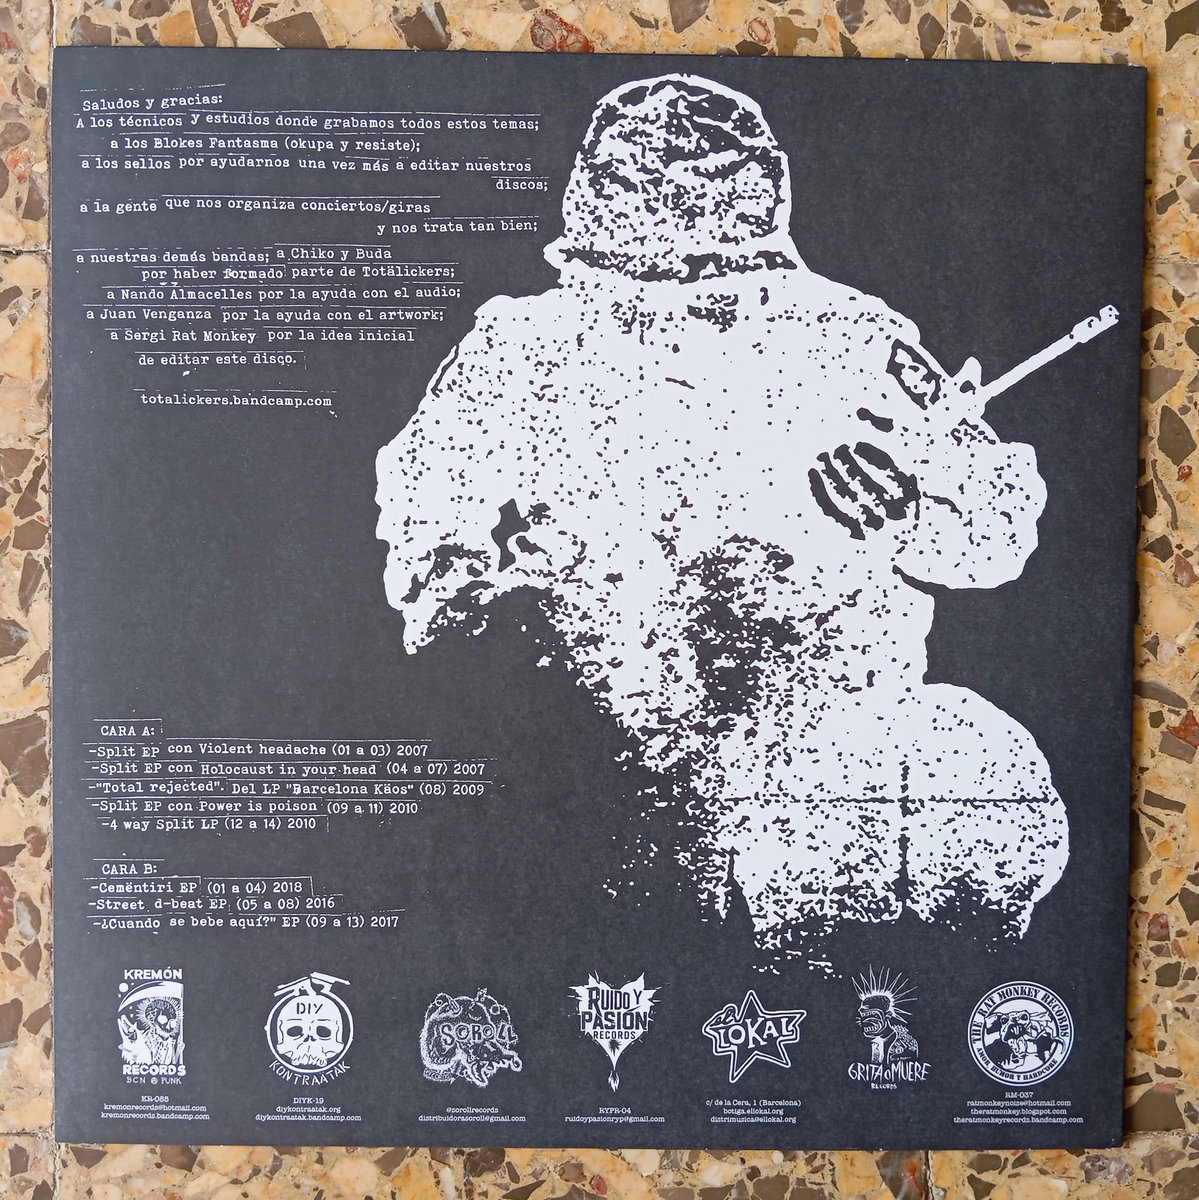 Saludos y gracias:
A los técnicos y estudios donde grabamos todos estos temas;
a los Blokes Fantasma (okupa y resiste);
a los sellos por ayudarnos una vez más a editar nuestros
discos;
a la gente que nos organiza conciertos/giras
y nos trata tan bien;
a nuestras demás bandas; a Chiko y Buda
por haber formado parte de Totälickers;
a Nando Almacelles por la ayuda con el audio;
a Juan Venganza por la ayuda con el artwork;
a Sergi Rat Monkey por la idea inicial
de editar este disco.
totalickers.bandcamp.com
CARA A:
-Split EP con Violent headache (01 a 03) 2007
-Split EP con Holocaust in your head (04 a 07) 2007
-"Total rejected". Del LP "Barcelona Käos" (08) 2009
-Split EP con Power is poison (09 a 11) 2010
-4 way Split LP (12 a 14) 2010
CARA B:
-Cementiri EP (01 a 04) 2018
-Street d-beat EP (05 a 08) 2016
-¿Cuando se bebe aquí?" EP (09 a 13) 2017
KREMÓN
RECORDS
BCN @ PUNK
KR-085
kremonrecords@hotmail.com
kremonrecords.bandcamp.com
DIY
KONTRAATAK
DIYK-19
diykontraatak.org
diykontraatak.bandcamp.com
SOROLL
@sorollrecords
distribuidorasoroll@gmail.com
RUIDO Y
PASION
RECORDS
RYPR-04
ruidoypasionryp@gmail.com
el
LOKAL
c/ de la Cera, 1 (Barcelona)
botiga.ellokal.org
distrimusica@ellokal.org
GRITA O MUERE
RECORDS
THE RAT MONKEY RECORDS
AMOR, HUMOR Y HARDCORE
RM-037
ratmonkeynoise@hotmail.com
theratmonkey.blogspot.com
theratmonkeyrecords.bandcamp.com